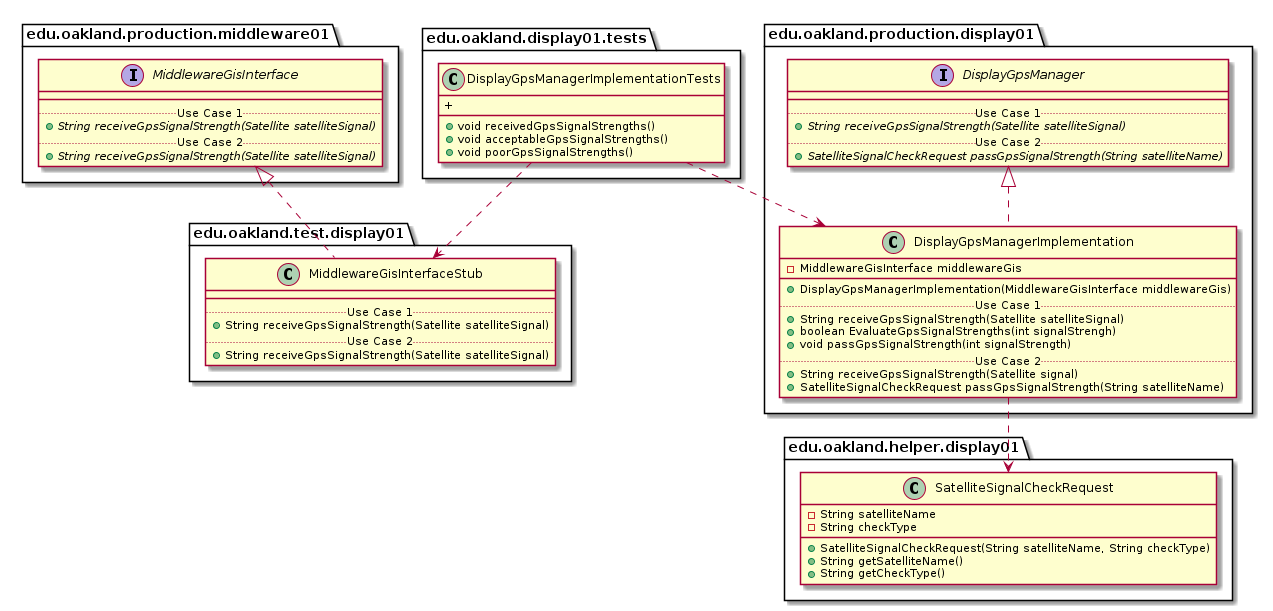 edu.oakland.production.middleware01
I MiddlewareGisInterface
Use Case 1
String receiveGpsSignalStrength(Satellite satelliteSignal)
Use Case 2
String receiveGpsSignalStrength(Satellite satelliteSignal)
edu.oakland.display01.tests
C DisplayGpsManagerImplementationTests
+
void receivedGpsSignalStrengths()
void acceptableGpsSignalStrengths()
void poorGpsSignalStrengths()
edu.oakland.production.display01
I DisplayGpsManager
Use Case 1
String receiveGpsSignalStrength(Satellite satelliteSignal)
Use Case 2
SatelliteSignalCheckRequest passGpsSignalStrength(String satelliteName)
edu.oakland.test.display01
C MiddlewareGisInterfaceStub
Use Case 1
String receiveGpsSignalStrength(Satellite satelliteSignal)
Use Case 2
String receiveGpsSignalStrength(Satellite satelliteSignal)
C DisplayGpsManagerImplementation
MiddlewareGisInterface middlewareGis
DisplayGpsManagerImplementation(MiddlewareGisInterface middlewareGis)
Use Case 1
String receiveGpsSignalStrength(Satellite satelliteSignal)
boolean EvaluateGpsSignalStrengths(int signalStrengh)
void passGpsSignalStrength(int signalStrength)
Use Case 2
String receiveGpsSignalStrength(Satellite signal)
SatelliteSignalCheckRequest passGpsSignalStrength(String satelliteName)
edu.oakland.helper.display01
C SatelliteSignalCheckRequest
String satelliteName
String checkType
SatelliteSignalCheckRequest(String satelliteName, String checkType)
String getSatelliteName()
String getCheckType()